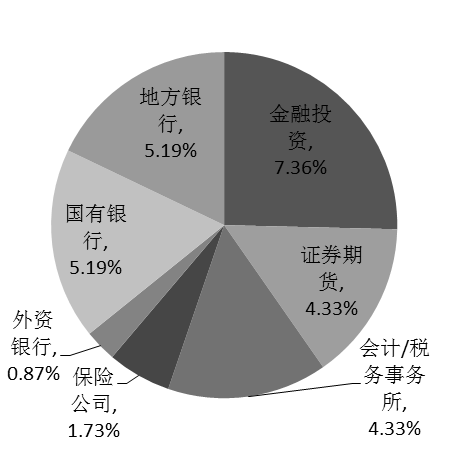 金融投
资,
7.36%
证券期
货,
4.33%
会计/税
务事务
所,
4.33%
保险
公司,
1.73%
外资
银行,
0.87%
国有银
行,
5.19%
地方银
行,
5.19%